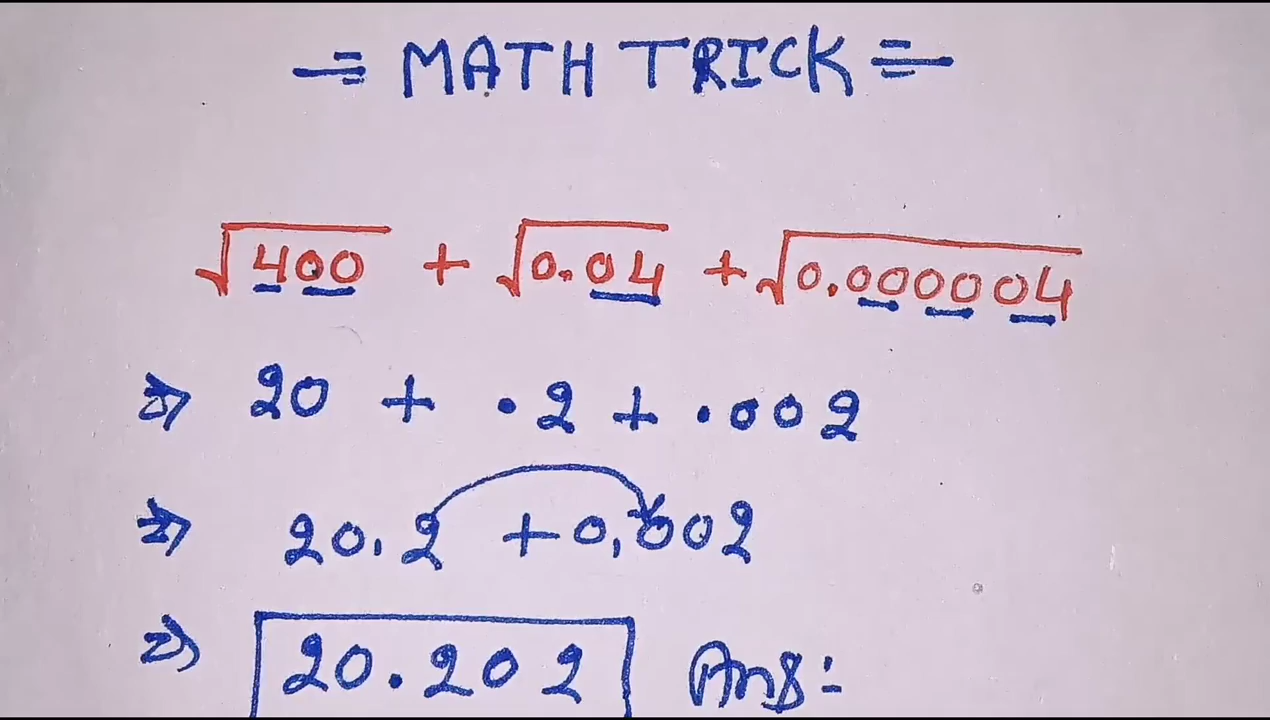 = MATH TRICK =
√400 + √0.04 + √0.000004
⇒ 20 + .2 + .002
⇒ 20.2 + 0.002
⇒ 20.202 Ans: